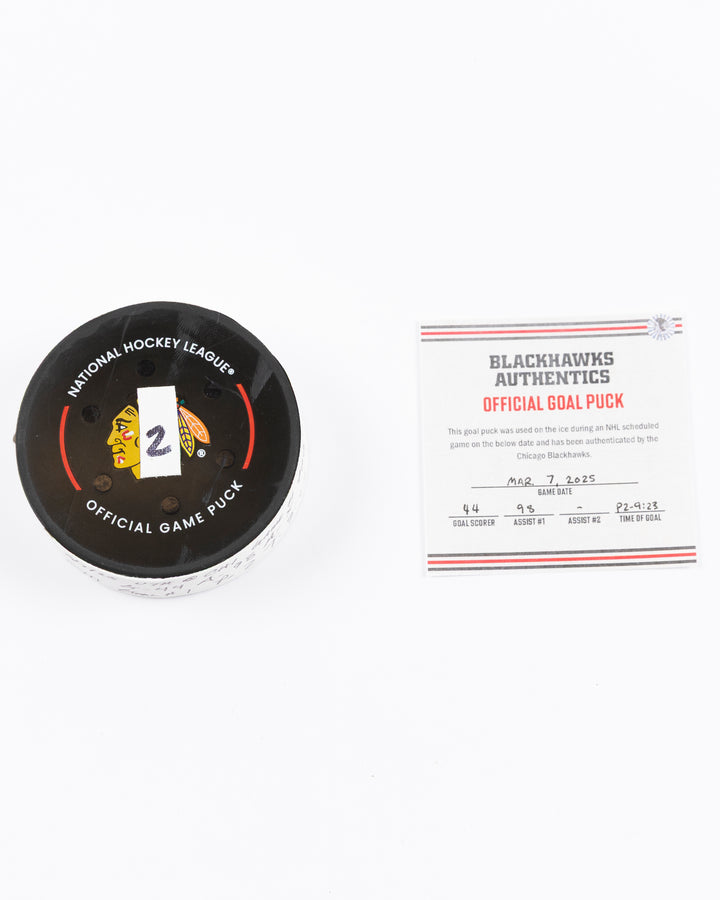 NATIONAL HOCKEY LEAGUE®
2
®
OFFICIAL GAME PUCK
BLACKHAWKS
AUTHENTICS
OFFICIAL GOAL PUCK
This goal puck was used on the ice during an NHL scheduled
game on the below date and has been authenticated by the
Chicago Blackhawks.
MAR. 7, 2025
GAME DATE
44 98 - P2-9:23
GOAL SCORER ASSIST #1 ASSIST #2 TIME OF GOAL